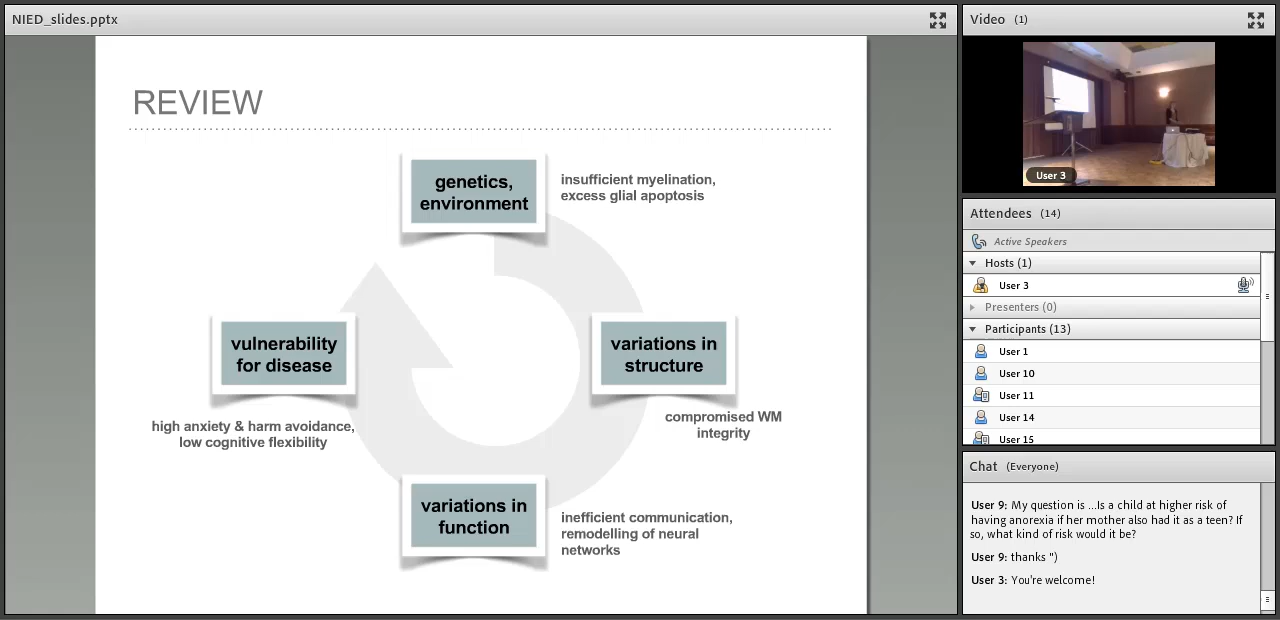 NIED_slides.pptx
REVIEW
genetics,
environment
insufficient myelination,
excess glial apoptosis
vulnerability
for disease
variations in
structure
high anxiety & harm avoidance,
low cognitive flexibility
compromised WM
integrity
variations in
function
inefficient communication,
remodelling of neural
networks
Video (1)
User 3
Attendees (14)
Active Speakers
Hosts (1)
User 3
Presenters (0)
Participants (13)
User 1
User 10
User 11
User 14
User 15
Chat (Everyone)
User 9: My question is ...Is a child at higher risk of
having anorexia if her mother also had it as a teen? If
so, what kind of risk would it be?
User 9: thanks ")
User 3: You're welcome!